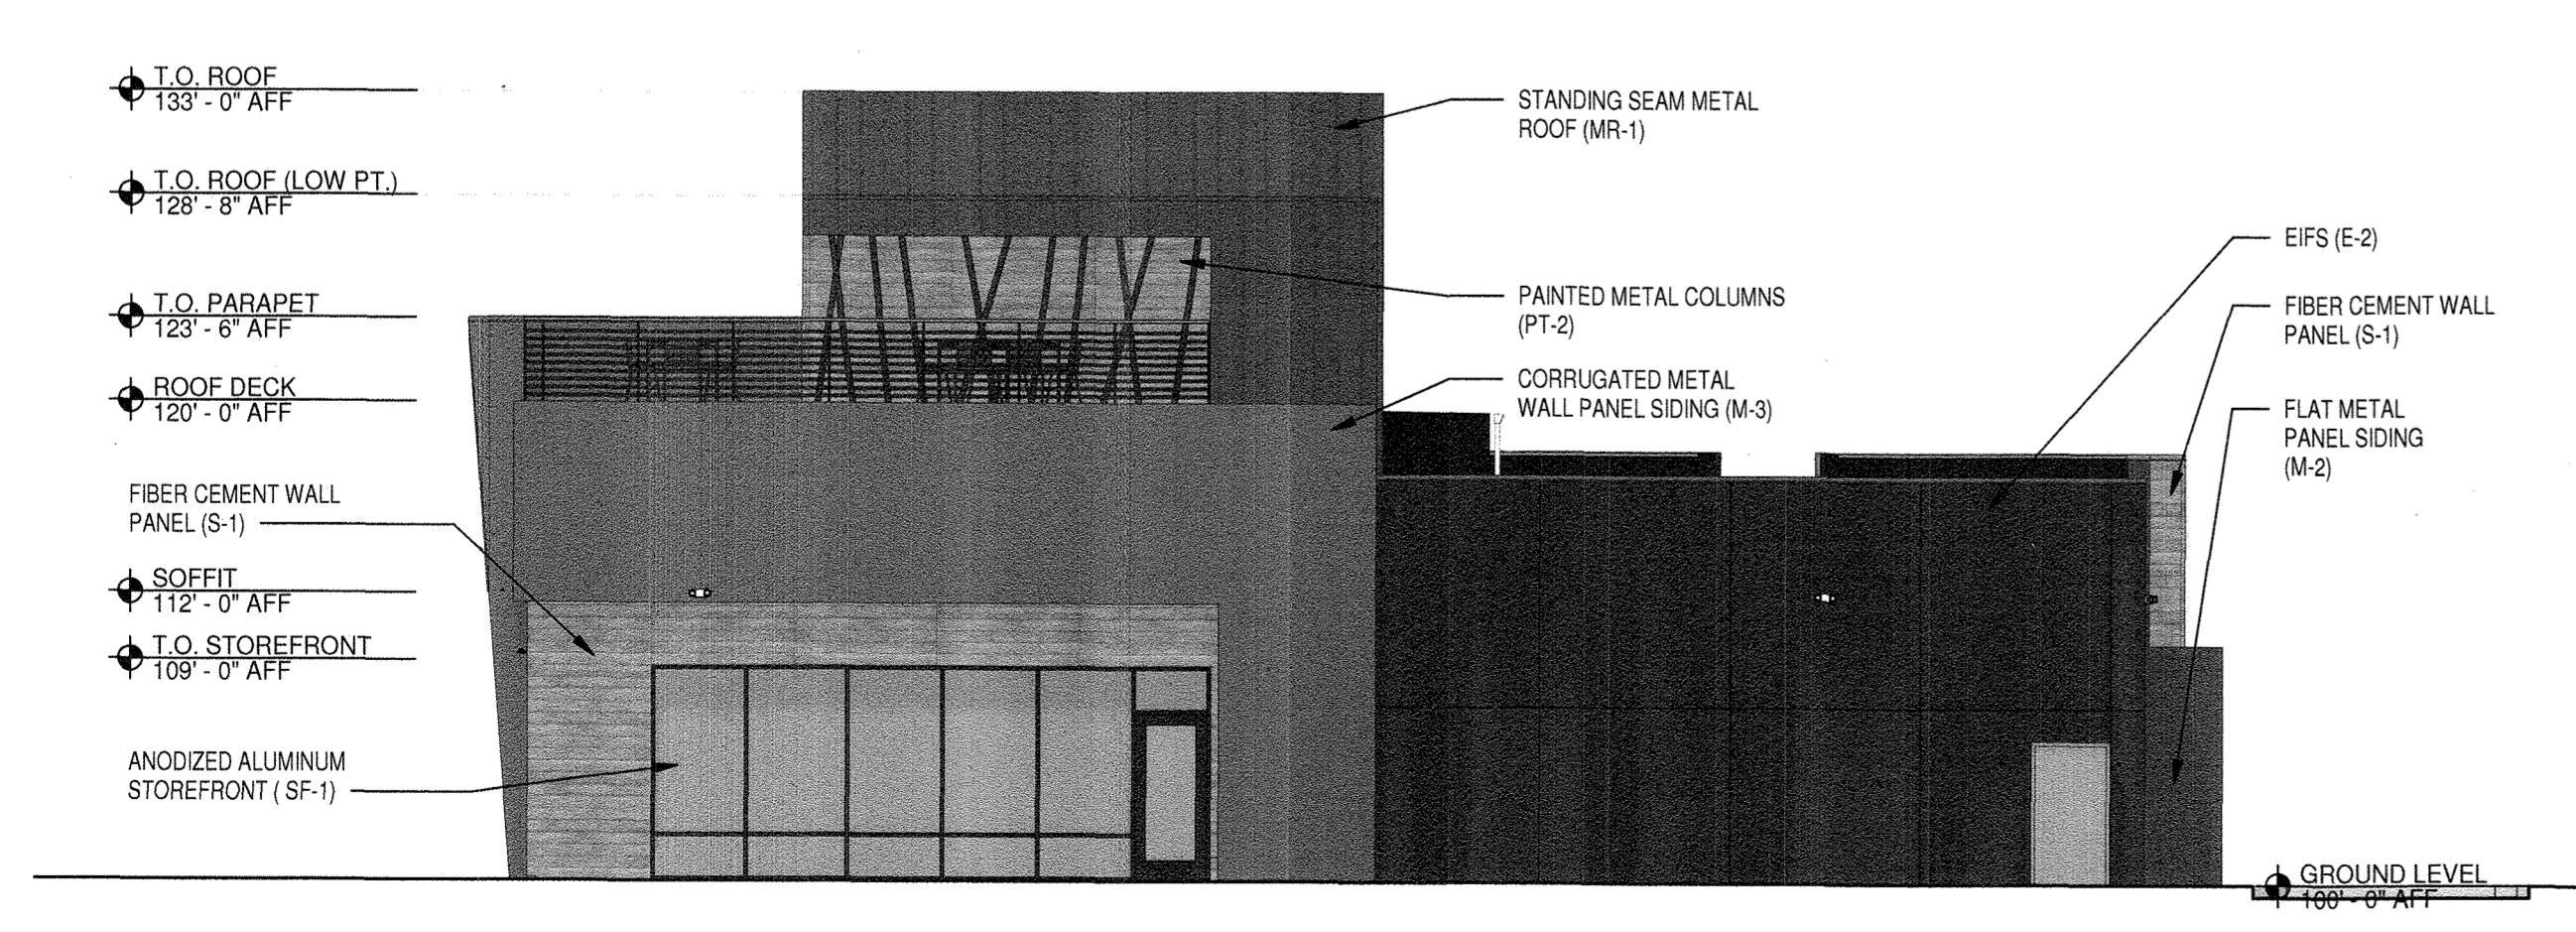 T.O. ROOF
133' - 0" AFF
T.O. ROOF (LOW PT.)
128' - 8" AFF
T.O. PARAPET
123' - 6" AFF
ROOF DECK
120' - 0" AFF
FIBER CEMENT WALL
PANEL (S-1)
SOFFIT
112' - 0" AFF
T.O. STOREFRONT
109' - 0" AFF
ANODIZED ALUMINUM
STOREFRONT ( SF-1)
STANDING SEAM METAL
ROOF (MR-1)
PAINTED METAL COLUMNS
(PT-2)
CORRUGATED METAL
WALL PANEL SIDING (M-3)
EIFS (E-2)
FIBER CEMENT WALL
PANEL (S-1)
FLAT METAL
PANEL SIDING
(M-2)
GROUND LEVEL
100' - 0" AFF